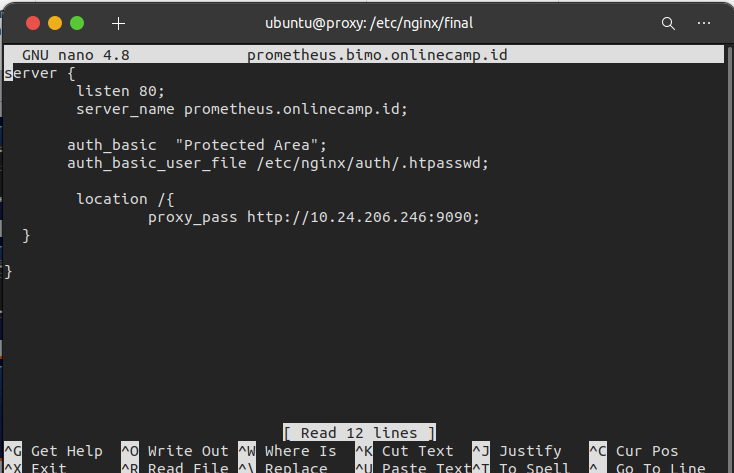 ubuntu@proxy: /etc/nginx/final
GNU nano 4.8 prometheus.bimo.onlinecamp.id
server {
listen 80;
server_name prometheus.onlinecamp.id;
auth_basic "Protected Area";
auth_basic_user_file /etc/nginx/auth/.htpasswd;
location /{
proxy_pass http://10.24.206.246:9090;
}
}
[ Read 12 lines ]
^G Get Help ^O Write Out ^W Where Is ^K Cut Text ^J Justify ^C Cur Pos
^X Exit ^R Read File ^\ Replace ^U Paste Text ^T To Spell ^_ Go To Line